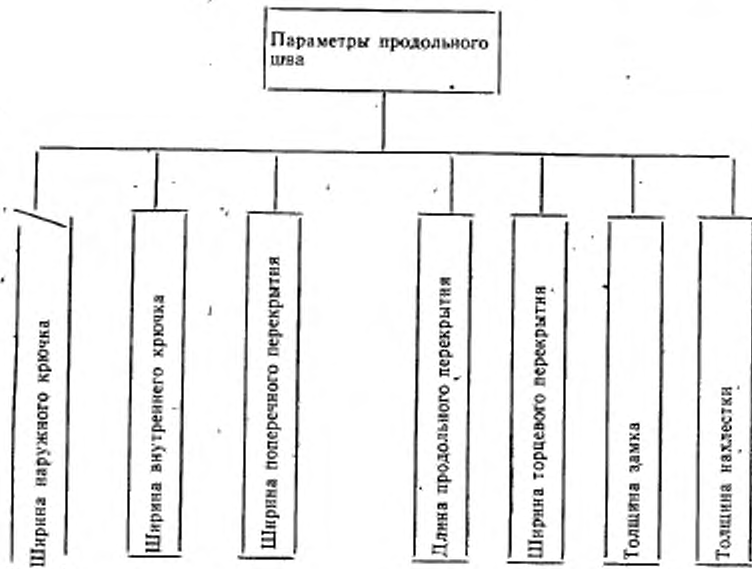 Параметры продольного
шва
Ширина наружного крючка
Ширина внутреннего крючка
Ширина поперечного перекрытия
Длина продольного перекрытия
Ширина торцевого перекрытия
Толщина замка
Толщина нахлестки